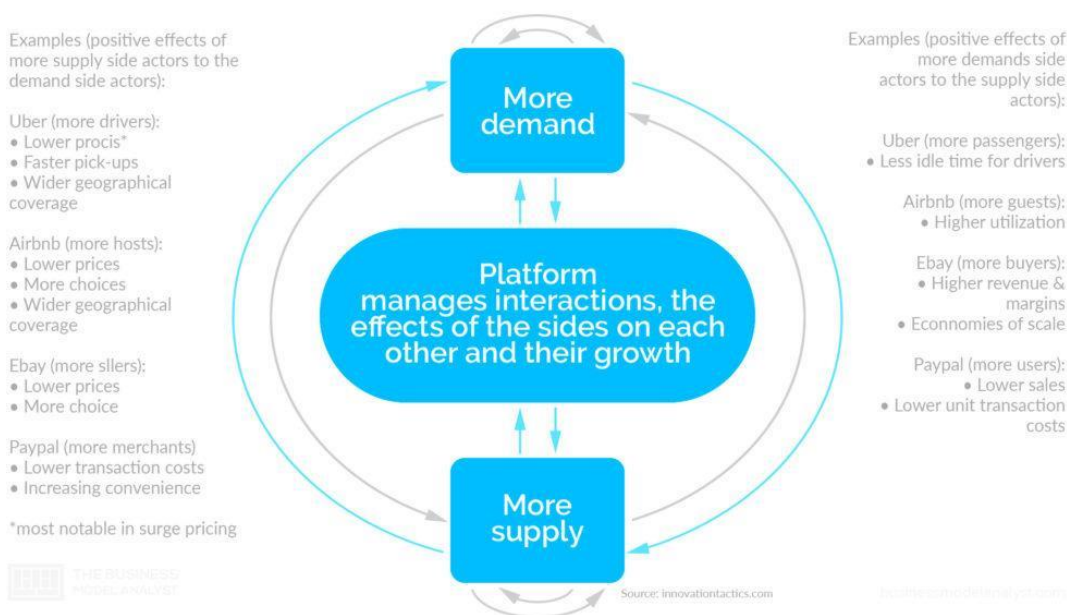 Examples (positive effects of
more supply side actors to the
demand side actors):
Uber (more drivers):
• Lower procis*
• Faster pick-ups
• Wider geographical
coverage
Airbnb (more hosts):
• Lower prices
• More choices
• Wider geographical
coverage
Ebay (more sllers):
• Lower prices
• More choice
Paypal (more merchants)
• Lower transaction costs
• Increasing convenience
*most notable in surge pricing
THE BUSINESS
MODEL ANALYST
More
demand
Platform
manages interactions, the
effects of the sides on each
other and their growth
More
supply
Source: innovationtactics.com
Examples (positive effects of
more demands side
actors to the supply side
actors):
Uber (more passengers):
• Less idle time for drivers
Airbnb (more guests):
• Higher utilization
Ebay (more buyers):
• Higher revenue &
margins
• Econnomies of scale
Paypal (more users):
• Lower sales
• Lower unit transaction
costs
businessmodelanalyst.com